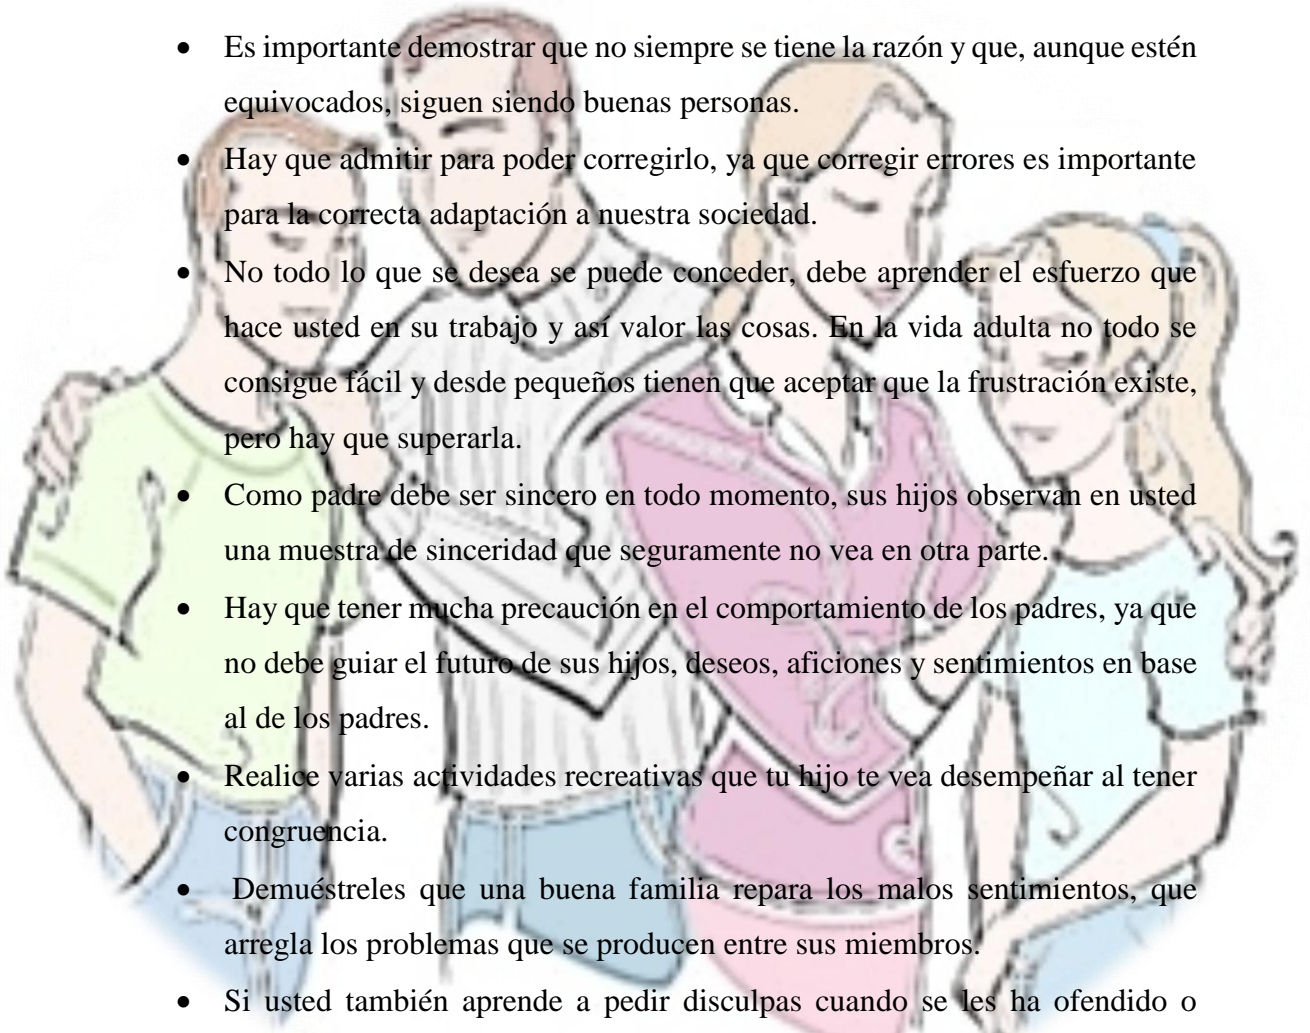 • Es importante demostrar que no siempre se tiene la razón y que, aunque estén
equivocados, siguen siendo buenas personas.
• Hay que admitir para poder corregirlo, ya que corregir errores es importante
para la correcta adaptación a nuestra sociedad.
• No todo lo que se desea se puede conceder, debe aprender el esfuerzo que
hace usted en su trabajo y así valor las cosas. En la vida adulta no todo se
consigue fácil y desde pequeños tienen que aceptar que la frustración existe,
pero hay que superarla.
• Como padre debe ser sincero en todo momento, sus hijos observan en usted
una muestra de sinceridad que seguramente no vea en otra parte.
• Hay que tener mucha precaución en el comportamiento de los padres, ya que
no debe guiar el futuro de sus hijos, deseos, aficiones y sentimientos en base
al de los padres.
• Realice varias actividades recreativas que tu hijo te vea desempeñar al tener
congruencia.
• Demuéstreles que una buena familia repara los malos sentimientos, que
arregla los problemas que se producen entre sus miembros.
• Si usted también aprende a pedir disculpas cuando se les ha ofendido o